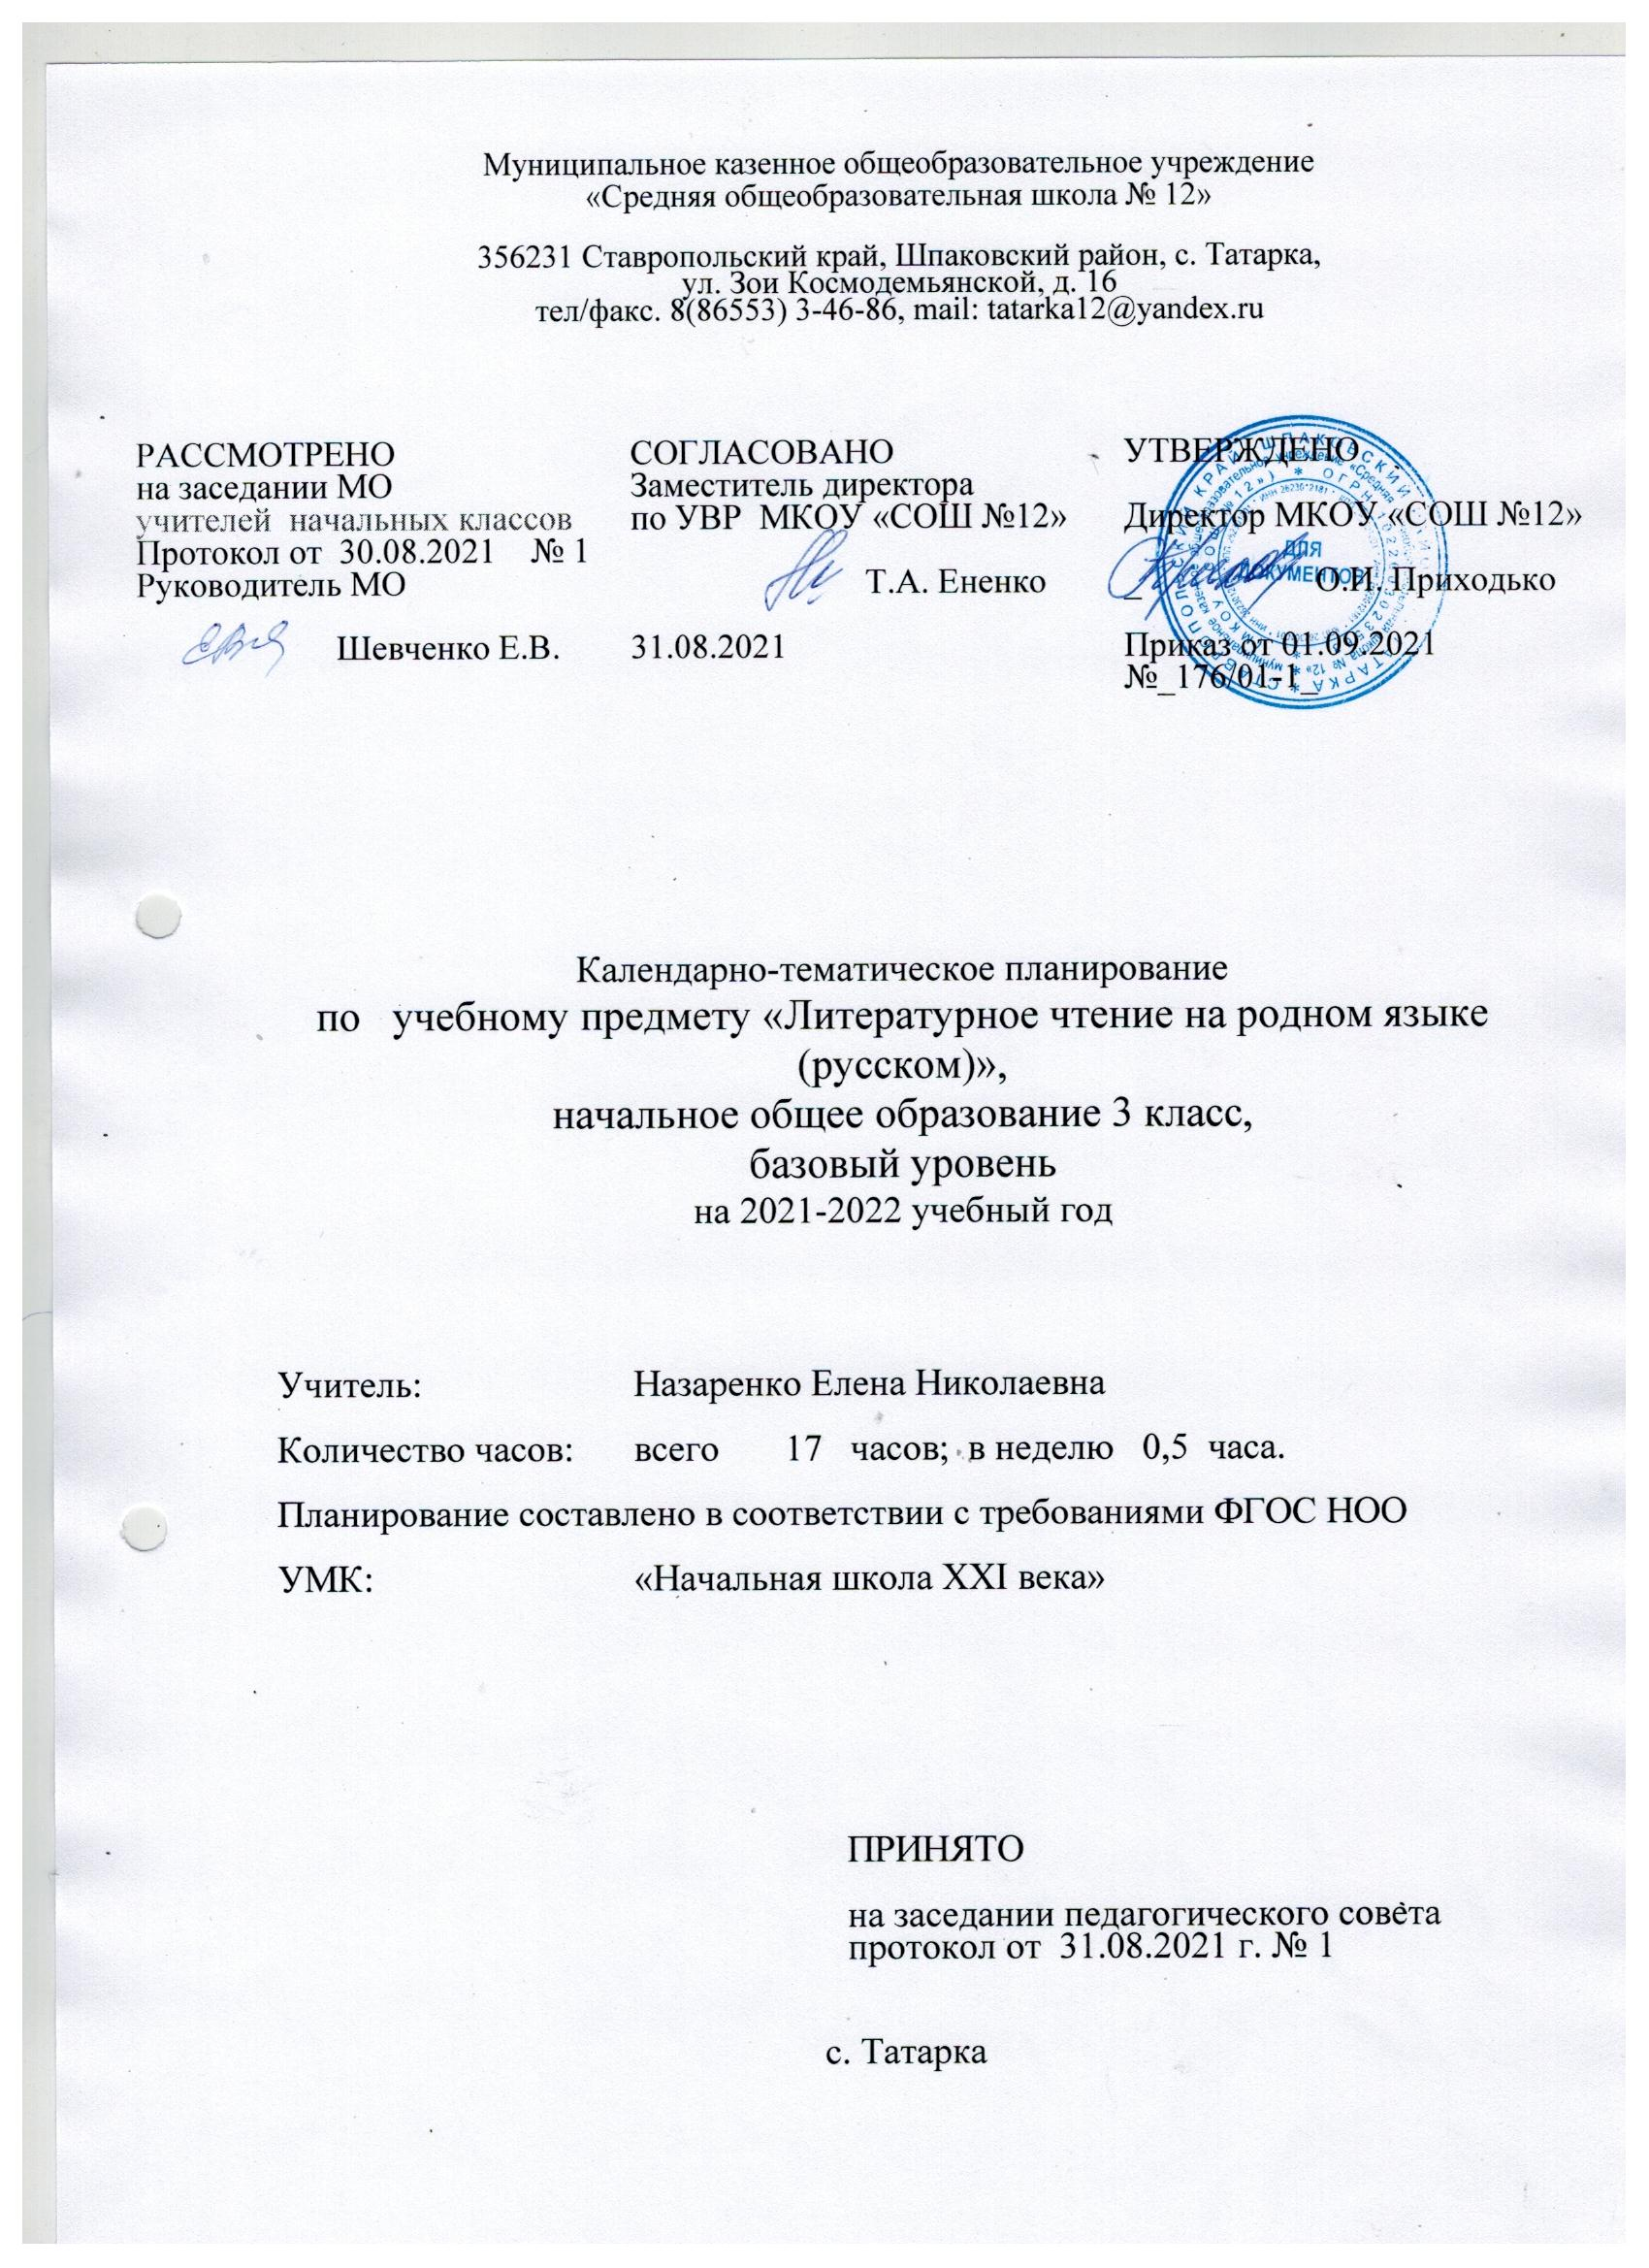 Муниципальное казенное общеобразовательное учреждение
«Средняя общеобразовательная школа № 12»
356231 Ставропольский край, Шпаковский район, с. Татарка,
ул. Зои Космодемьянской, д. 16
тел/факс. 8(86553) 3-46-86, mail: tatarka12@yandex.ru
РАССМОТРЕНО
на заседании МО
учителей начальных классов
Протокол от 30.08.2021 № 1
Руководитель МО
Шевченко Е.В.
СОГЛАСОВАНО
Заместитель директора
по УВР МКОУ «СОШ №12»
Т.А. Ененко
31.08.2021
УТВЕРЖДЕНО
Директор МКОУ «СОШ №12»
_ О.И. Приходько
Приказ от 01.09.2021
№_176/01-1_
ДЛЯ
ДОКУМЕНТОВ
Календарно-тематическое планирование
по учебному предмету «Литературное чтение на родном языке
(русском)»,
начальное общее образование 3 класс,
базовый уровень
на 2021-2022 учебный год
Учитель: Назаренко Елена Николаевна
Количество часов: всего 17 часов; в неделю 0,5 часа.
Планирование составлено в соответствии с требованиями ФГОС НОО
УМК: «Начальная школа XXI века»
ПРИНЯТО
на заседании педагогического совета
протокол от 31.08.2021 г. № 1
с. Татарка